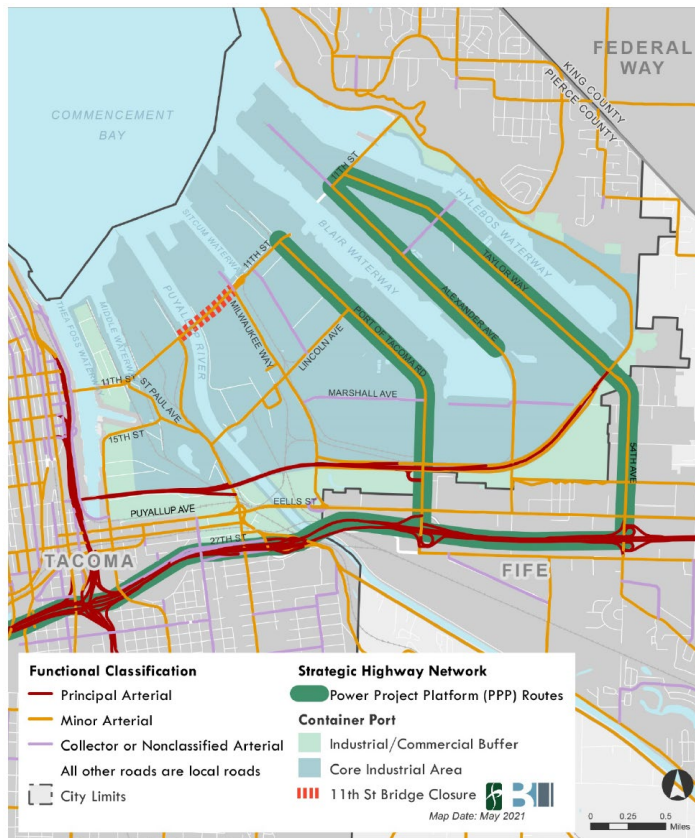 FEDERAL
WAY
KING COUNTY
PIERCE COUNTY
COMMENCEMENT
BAY
11TH ST
HYLEBOS WATERWAY
SITCUM WATERWAY
11TH ST
BLAIR WATERWAY
TAYLOR WAY
PUYALLUP RIVER
ALEXANDER AVE
THEA FOSS WATERWAY
MIDDLE WATERWAY
MILWAUKEE WAY
LINCOLN AVE
PORT OF TACOMA RD
11TH ST
ST PAUL AVE
MARSHALL AVE
15TH ST
54TH AVE
EELLS ST
PUYALLUP AVE
27TH ST
TACOMA
FIFE
Functional Classification
Principal Arterial
Minor Arterial
Collector or Nonclassified Arterial
All other roads are local roads
City Limits
Strategic Highway Network
Power Project Platform (PPP) Routes
Container Port
Industrial/Commercial Buffer
Core Industrial Area
11th St Bridge Closure
Map Date: May 2021
0 0.25 0.5
Miles